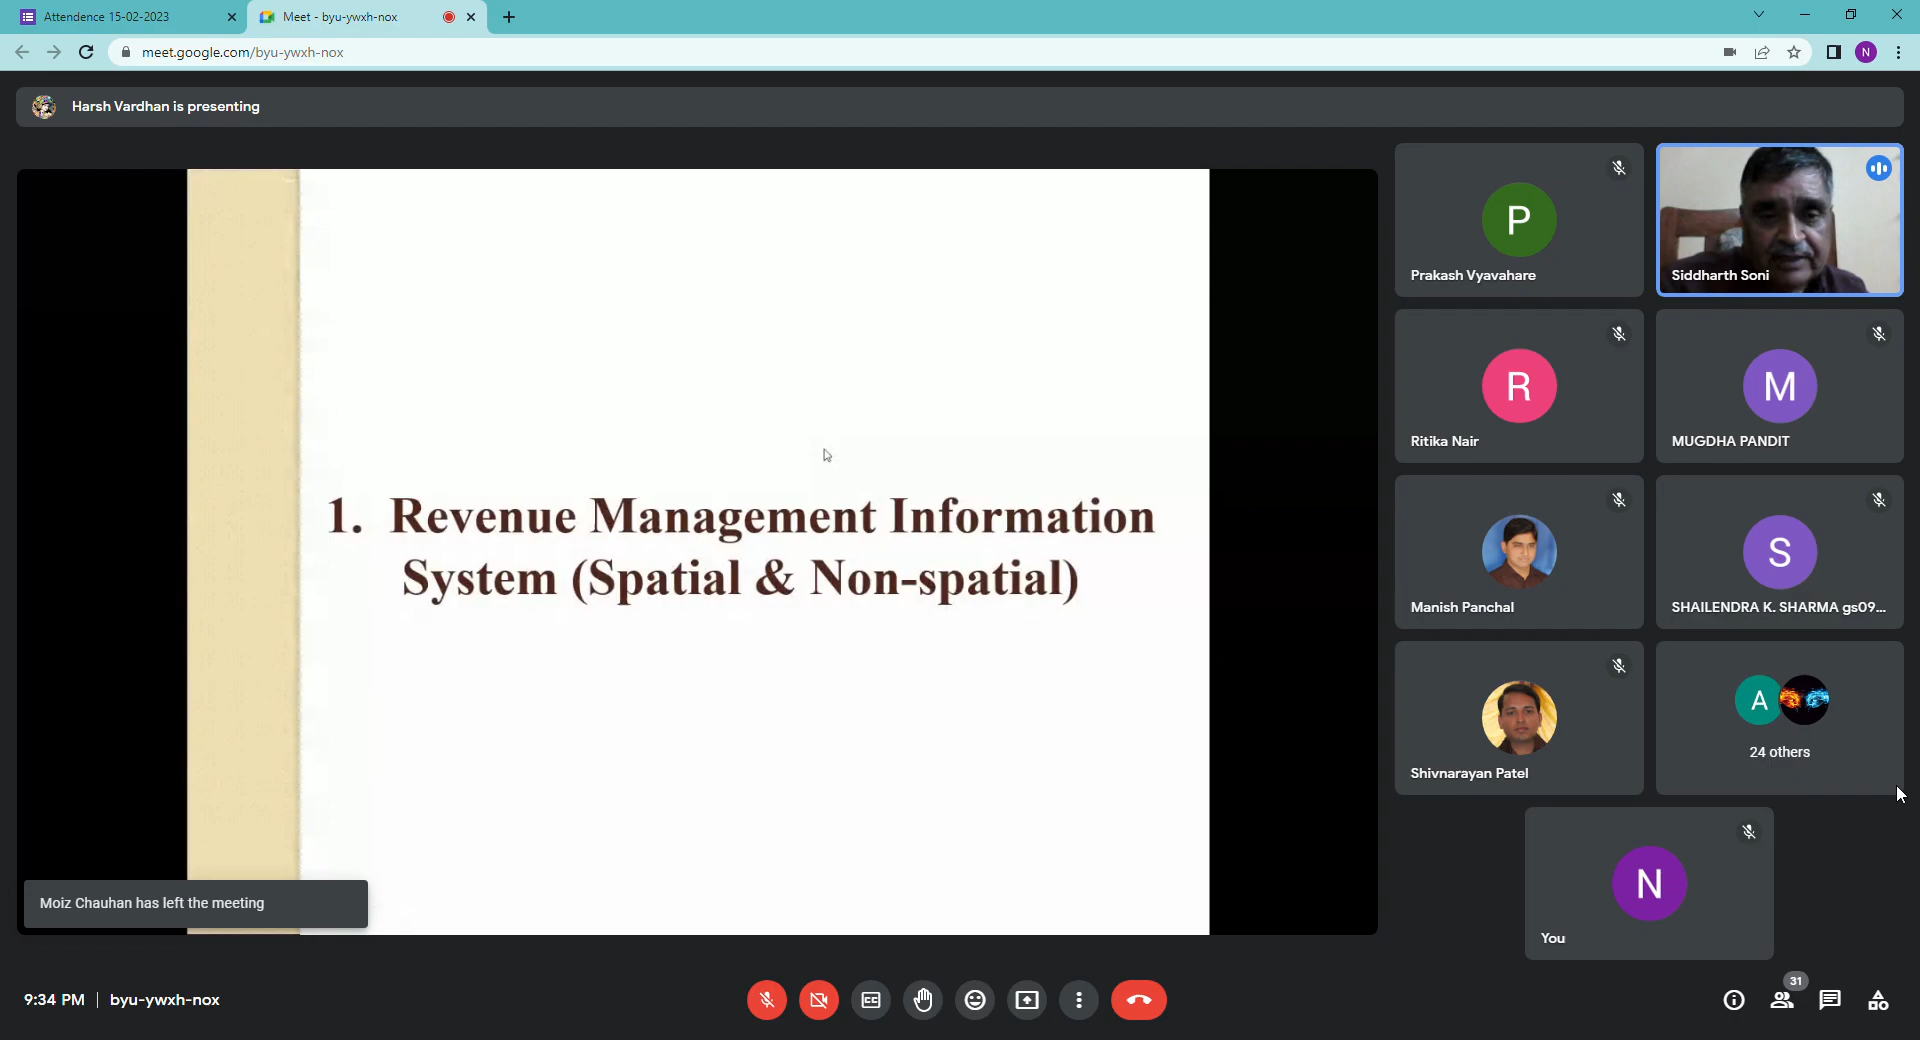 Attendence 15-02-2023
Meet - byu-ywxh-nox
meet.google.com/byu-ywxh-nox
N
Harsh Vardhan is presenting
1. Revenue Management Information
System (Spatial & Non-spatial)
P
Prakash Vyavahare
Siddharth Soni
R
Ritika Nair
M
MUGDHA PANDIT
Manish Panchal
S
SHAILENDRA K. SHARMA gs09...
Shivnarayan Patel
A
24 others
N
You
Moiz Chauhan has left the meeting
9:34 PM | byu-ywxh-nox
CC
31